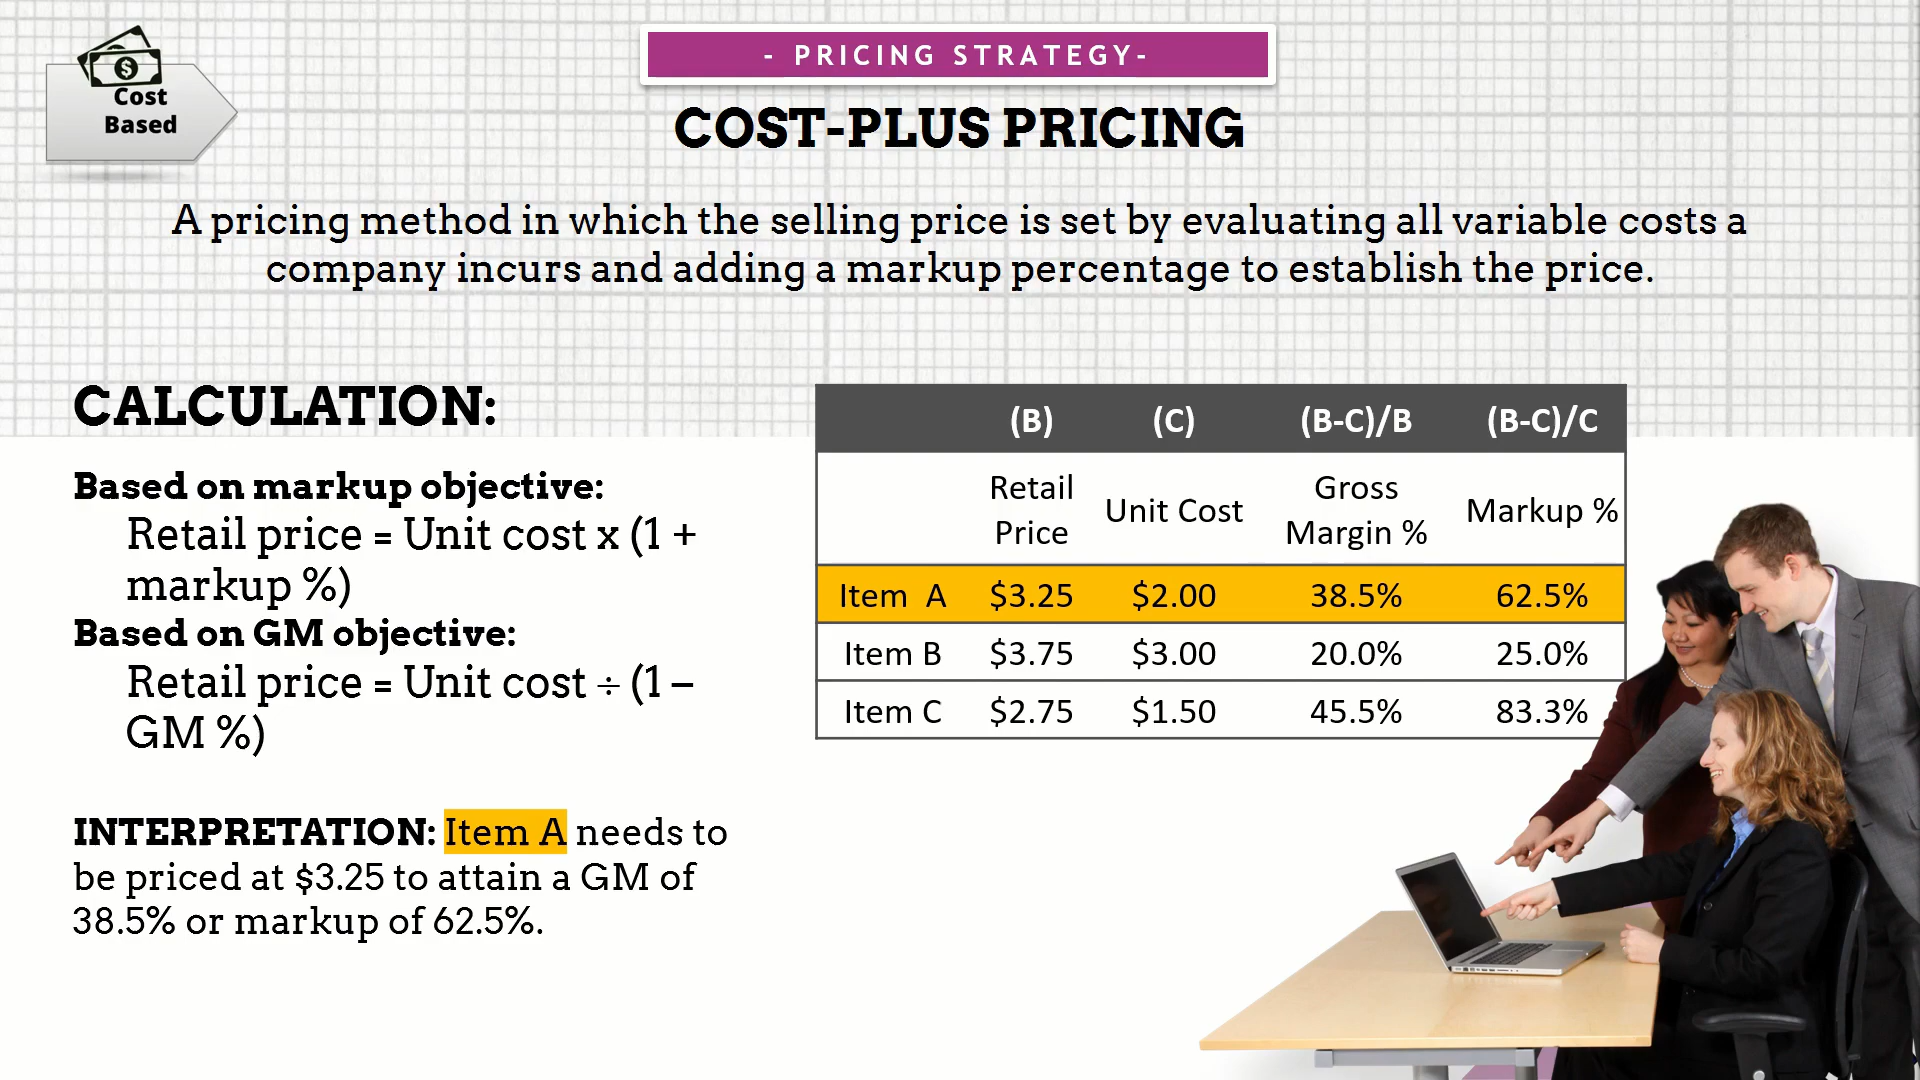 Cost
Based
- PRICING STRATEGY-
COST-PLUS PRICING
A pricing method in which the selling price is set by evaluating all variable costs a
company incurs and adding a markup percentage to establish the price.
CALCULATION:
Based on markup objective:
Retail price = Unit cost x (1 +
markup %)
Based on GM objective:
Retail price = Unit cost ÷ (1 –
GM %)
INTERPRETATION: Item A needs to
be priced at $3.25 to attain a GM of
38.5% or markup of 62.5%.
(B) (C) (B-C)/B (B-C)/C
Retail Price Unit Cost Gross Margin % Markup %
Item A $3.25 $2.00 38.5% 62.5%
Item B $3.75 $3.00 20.0% 25.0%
Item C $2.75 $1.50 45.5% 83.3%